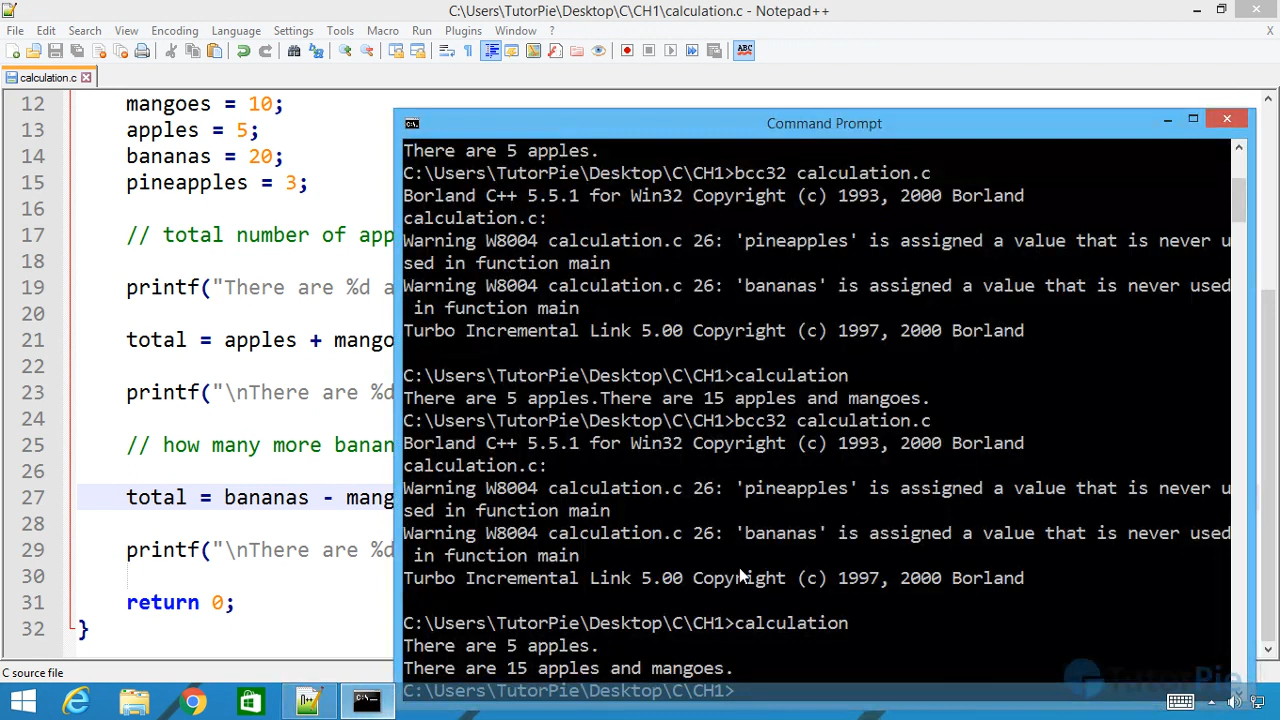 C:\Users\TutorPie\Desktop\C\CH1\calculation.c - Notepad++
File Edit Search View Encoding Language Settings Tools Macro Run Plugins Window ? X
ABC
calculation.c
12 mangoes = 10;
13 apples = 5;
14 bananas = 20;
15 pineapples = 3;
16
17 // total number of app
18
19 printf("There are %d a
20
21 total = apples + mango
22
23 printf("\nThere are %d
24
25 // how many more banan
26
27 total = bananas - mang
28
29 printf("\nThere are %d
30
31 return 0;
32 }
C source file
Command Prompt
There are 5 apples.
C:\Users\TutorPie\Desktop\C\CH1>bcc32 calculation.c
Borland C++ 5.5.1 for Win32 Copyright (c) 1993, 2000 Borland
calculation.c:
Warning W8004 calculation.c 26: 'pineapples' is assigned a value that is never u
sed in function main
Warning W8004 calculation.c 26: 'bananas' is assigned a value that is never used
in function main
Turbo Incremental Link 5.00 Copyright (c) 1997, 2000 Borland
C:\Users\TutorPie\Desktop\C\CH1>calculation
There are 5 apples.There are 15 apples and mangoes.
C:\Users\TutorPie\Desktop\C\CH1>bcc32 calculation.c
Borland C++ 5.5.1 for Win32 Copyright (c) 1993, 2000 Borland
calculation.c:
Warning W8004 calculation.c 26: 'pineapples' is assigned a value that is never u
sed in function main
Warning W8004 calculation.c 26: 'bananas' is assigned a value that is never used
in function main
Turbo Incremental Link 5.00 Copyright (c) 1997, 2000 Borland
C:\Users\TutorPie\Desktop\C\CH1>calculation
There are 5 apples.
There are 15 apples and mangoes.
C:\Users\TutorPie\Desktop\C\CH1>
TutorPie